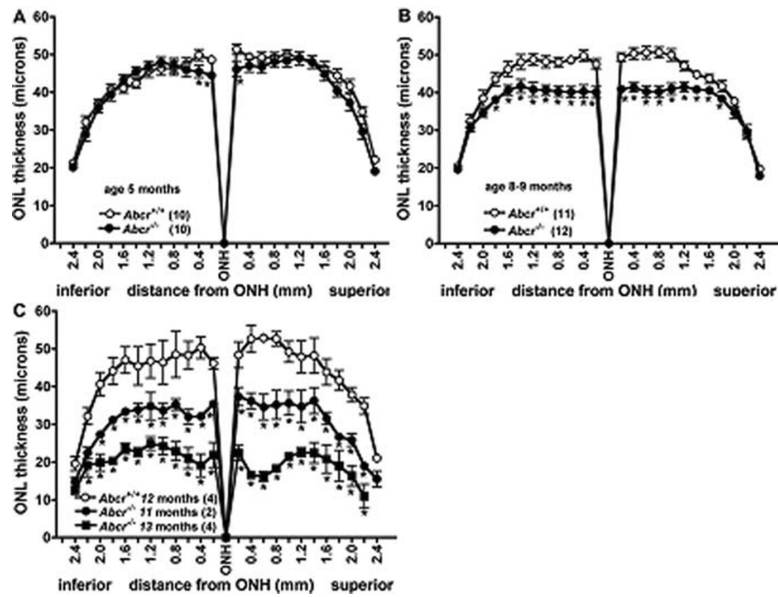 A
ONL thickness (microns)
60
50
40
30
20
10
0
age 5 months
Abcr+/+ (10)
Abcr-/- (10)
2.4
2.0
1.6
1.2
0.8
0.4
ONH
0.4
0.8
1.2
1.6
2.0
2.4
inferior distance from ONH (mm) superior
B
ONL thickness (microns)
60
50
40
30
20
10
0
age 8-9 months
Abcr+/+ (11)
Abcr-/- (12)
2.4
2.0
1.6
1.2
0.8
0.4
ONH
0.4
0.8
1.2
1.6
2.0
2.4
inferior distance from ONH (mm) superior
C
ONL thickness (microns)
60
50
40
30
20
10
0
Abcr+/+ 12 months (4)
Abcr-/- 11 months (2)
Abcr-/- 13 months (4)
2.4
2.0
1.6
1.2
0.8
0.4
ONH
0.4
0.8
1.2
1.6
2.0
2.4
inferior distance from ONH (mm) superior